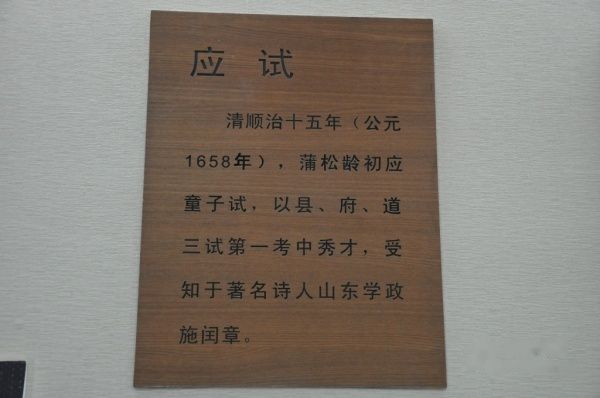 应 试
清顺治十五年（公元
1658年），蒲松龄初应
童子试，以县、府、道
三试第一考中秀才，受
知于著名诗人山东学政
施闰章。